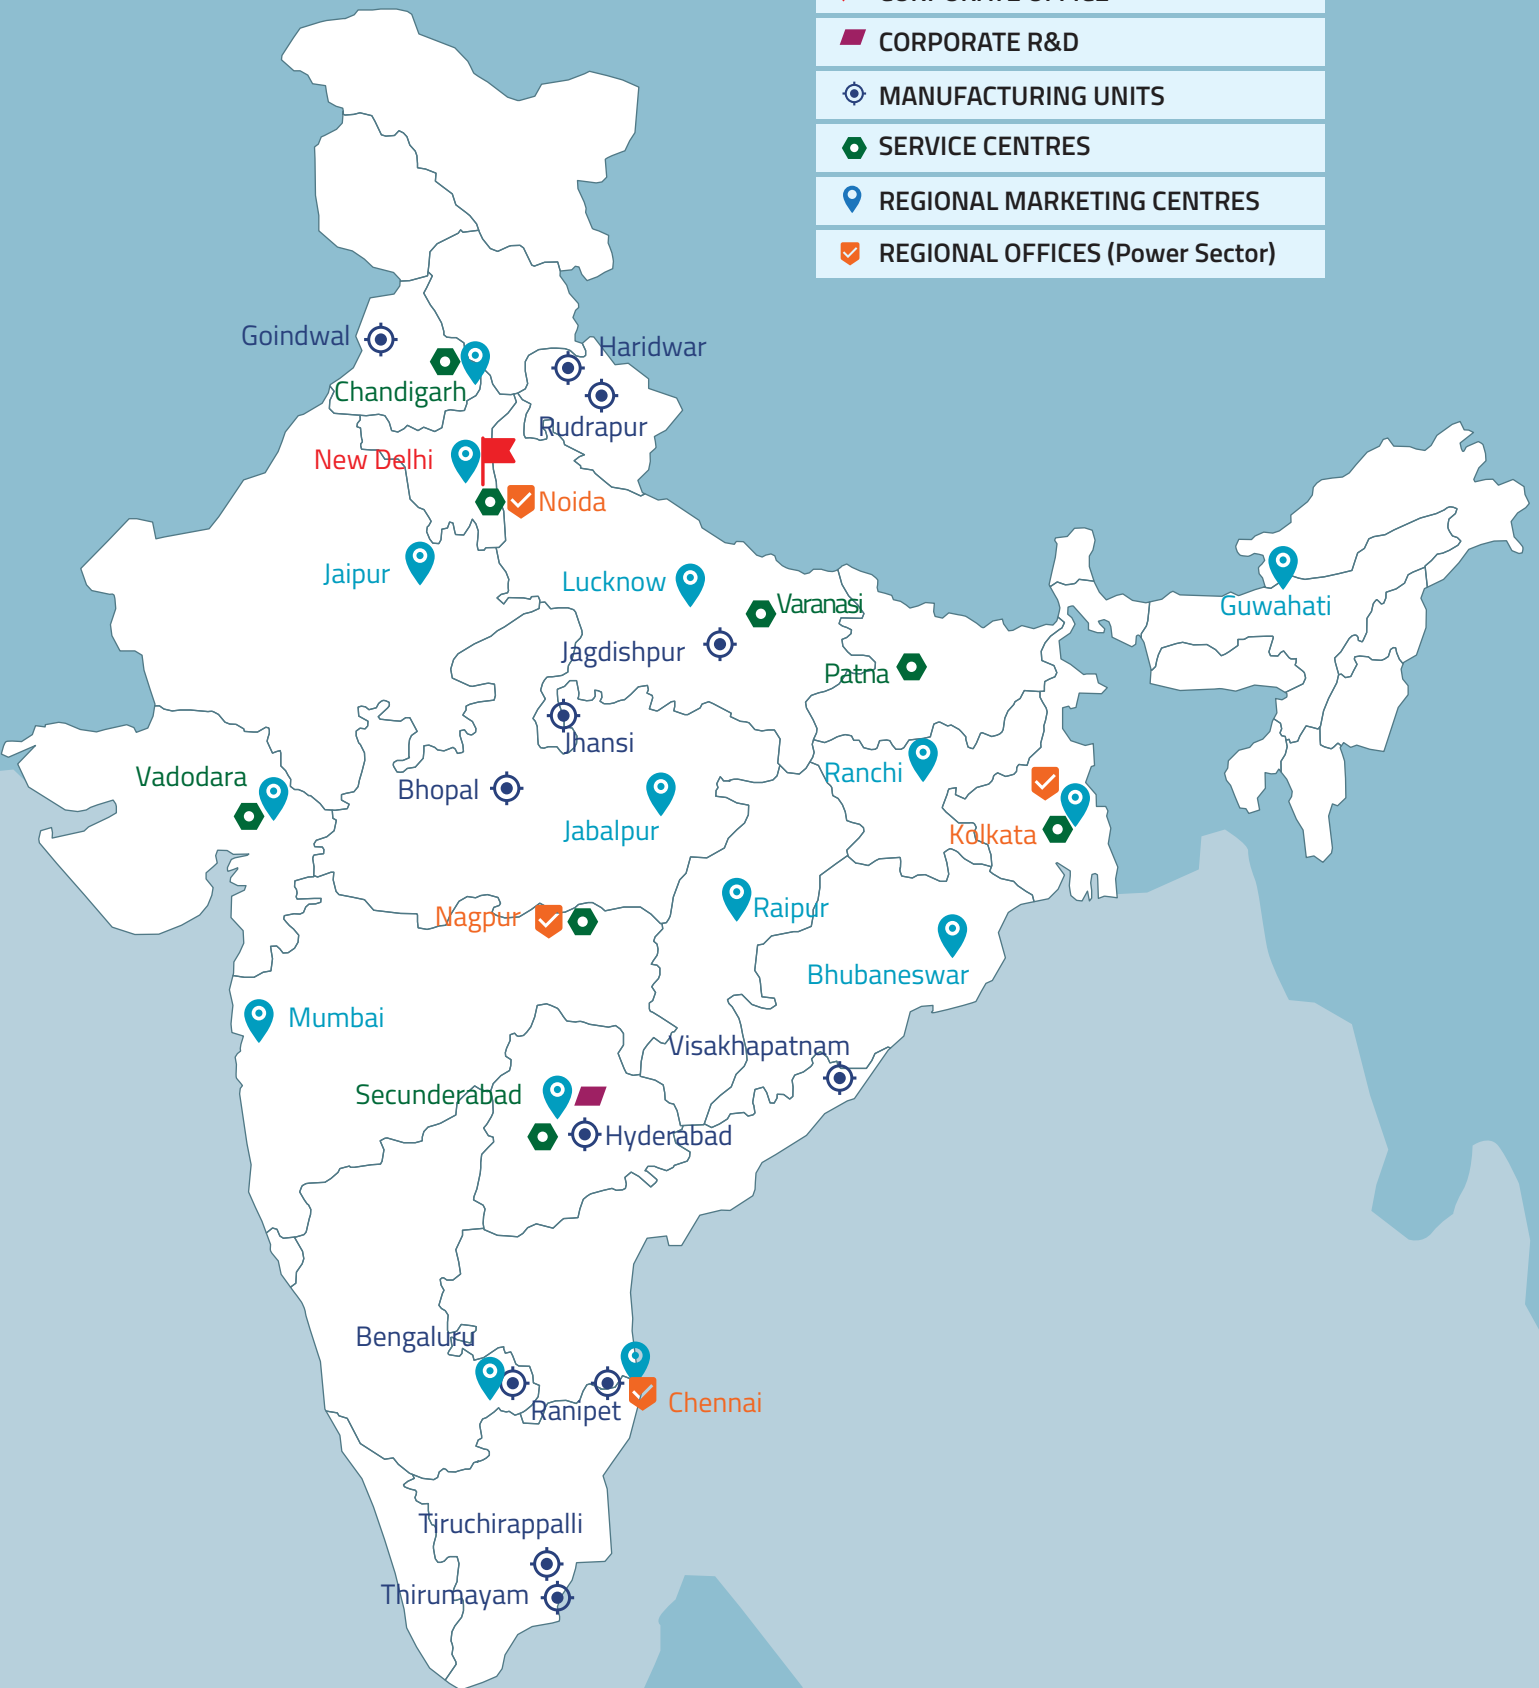 CORPORATE OFFICE
CORPORATE R&D
MANUFACTURING UNITS
SERVICE CENTRES
REGIONAL MARKETING CENTRES
REGIONAL OFFICES (Power Sector)
Goindwal
Haridwar
Chandigarh
Rudrapur
New Delhi
Noida
Jaipur
Lucknow
Varanasi
Guwahati
Jagdishpur
Patna
Jhansi
Vadodara
Bhopal
Ranchi
Jabalpur
Kolkata
Nagpur
Raipur
Bhubaneswar
Mumbai
Visakhapatnam
Secunderabad
Hyderabad
Bengaluru
Ranipet
Chennai
Tiruchirappalli
Thirumayam